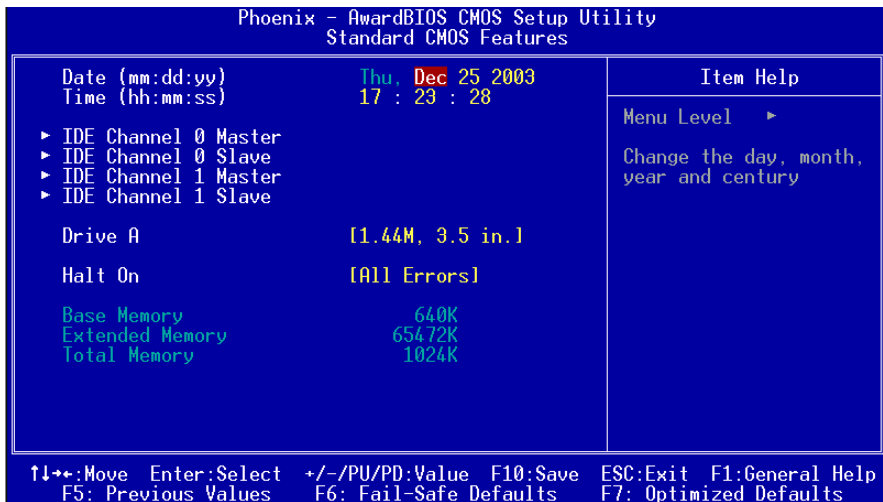 Phoenix - AwardBIOS CMOS Setup Utility
Standard CMOS Features
Date (mm:dd:yy) Thu, Dec 25 2003
Time (hh:mm:ss) 17 : 23 : 28
► IDE Channel 0 Master
► IDE Channel 0 Slave
► IDE Channel 1 Master
► IDE Channel 1 Slave
Drive A [1.44M, 3.5 in.]
Halt On [All Errors]
Base Memory 640K
Extended Memory 65472K
Total Memory 1024K
Item Help
Menu Level ►
Change the day, month,
year and century
↑↓→←:Move Enter:Select +/-/PU/PD:Value F10:Save ESC:Exit F1:General Help
F5: Previous Values F6: Fail-Safe Defaults F7: Optimized Defaults